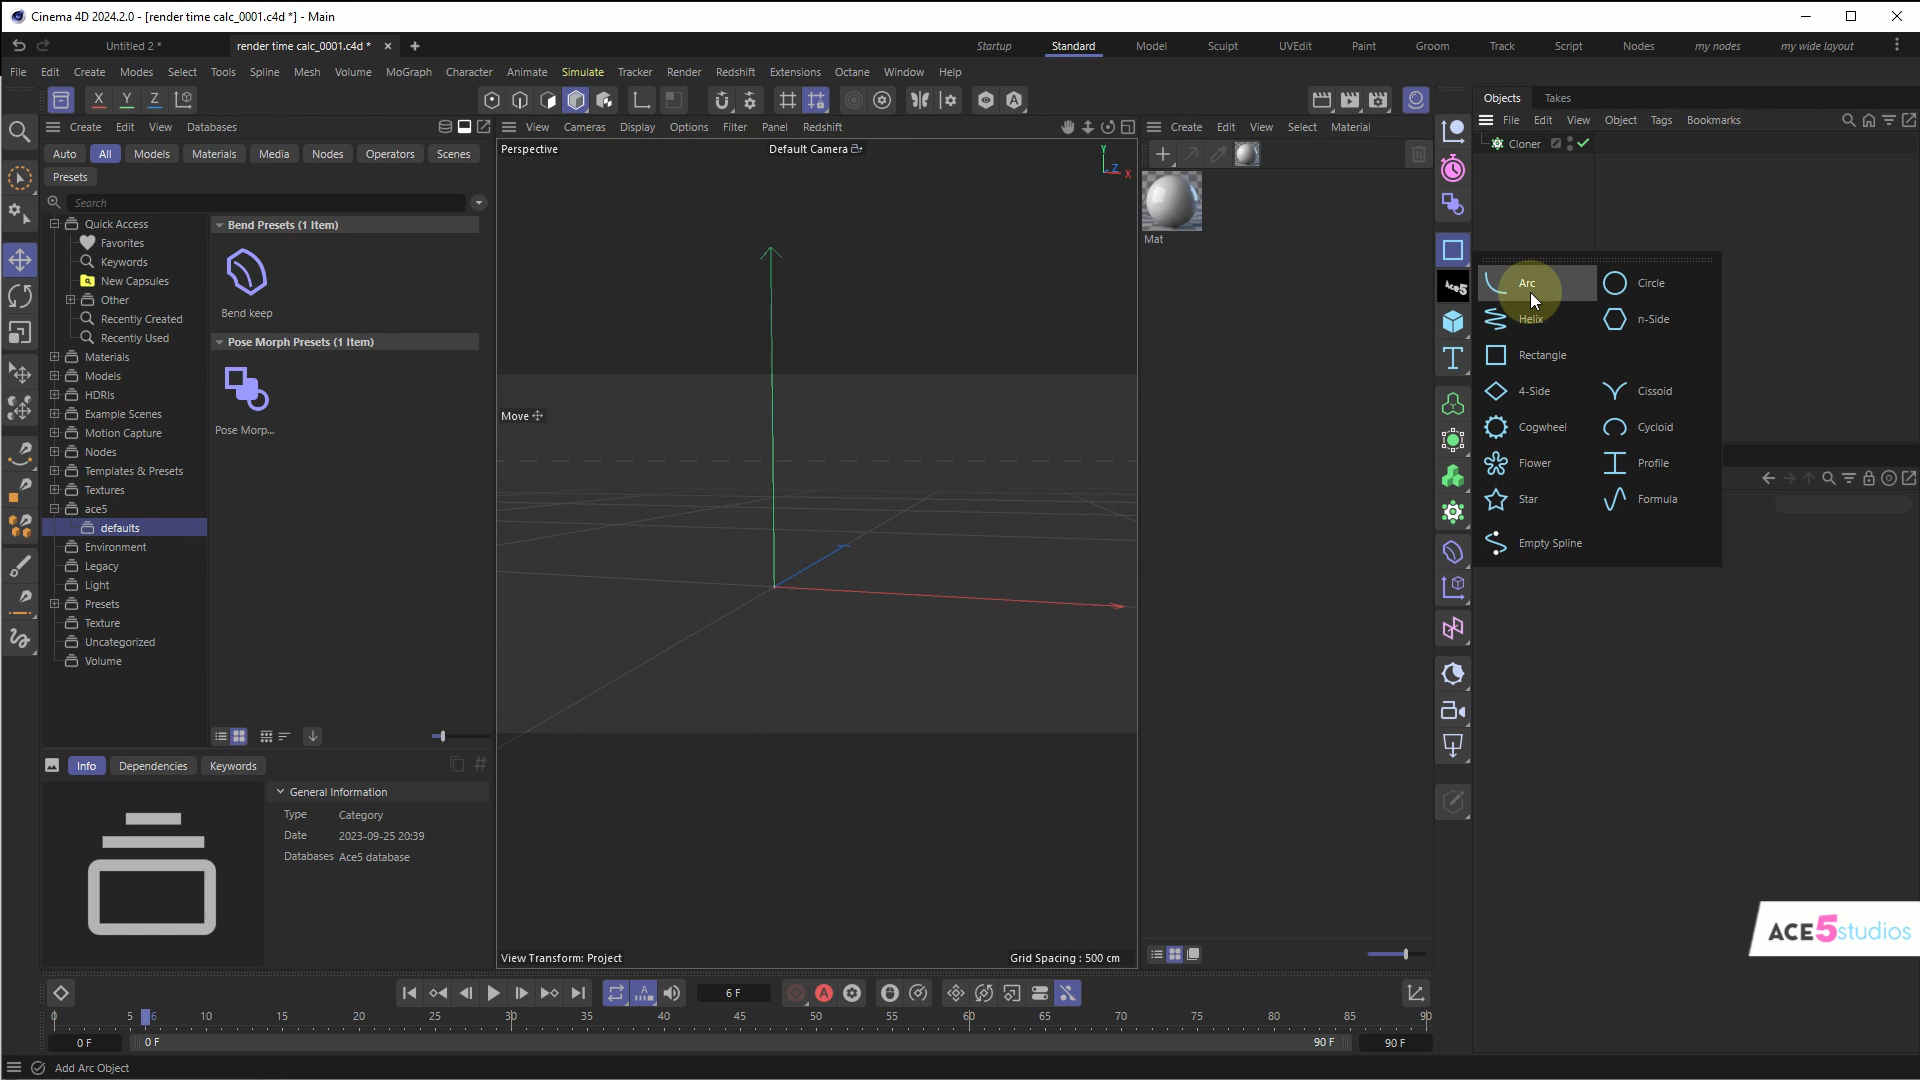 Cinema 4D 2024.2.0 - [render time calc_0001.c4d *] - Main
Untitled 2 *
render time calc_0001.c4d *
Startup
Standard
Model
Sculpt
UVEdit
Paint
Groom
Track
Script
Nodes
my nodes
my wide layout
File Edit Create Modes Select Tools Spline Mesh Volume MoGraph Character Animate Simulate Tracker Render Redshift Extensions Octane Window Help
X Y Z
Objects Takes
Create Edit View Databases
View Cameras Display Options Filter Panel Redshift
Create Edit View Select Material
File Edit View Object Tags Bookmarks
Auto All Models Materials Media Nodes Operators Scenes
Presets
Search
Quick Access
Favorites
Keywords
New Capsules
Other
Recently Created
Recently Used
Materials
Models
HDRIs
Example Scenes
Motion Capture
Nodes
Templates & Presets
Textures
ace5
defaults
Environment
Legacy
Light
Presets
Texture
Uncategorized
Volume
Bend Presets (1 Item)
Bend keep
Pose Morph Presets (1 Item)
Pose Morp...
Perspective
Default Camera
Y
Z
X
Move
View Transform: Project
Grid Spacing : 500 cm
Mat
Cloner
Ace5
Arc
Circle
Helix
n-Side
Rectangle
4-Side
Cissoid
Cogwheel
Cycloid
Flower
Profile
Star
Formula
Empty Spline
Info Dependencies Keywords
General Information
Type Category
Date 2023-09-25 20:39
Databases Ace5 database
ACE5studios
6 F
0 5 6 10 15 20 25 30 35 40 45 50 55 60 65 70 75 80 85 90
0 F
0 F
90 F
90 F
Add Arc Object